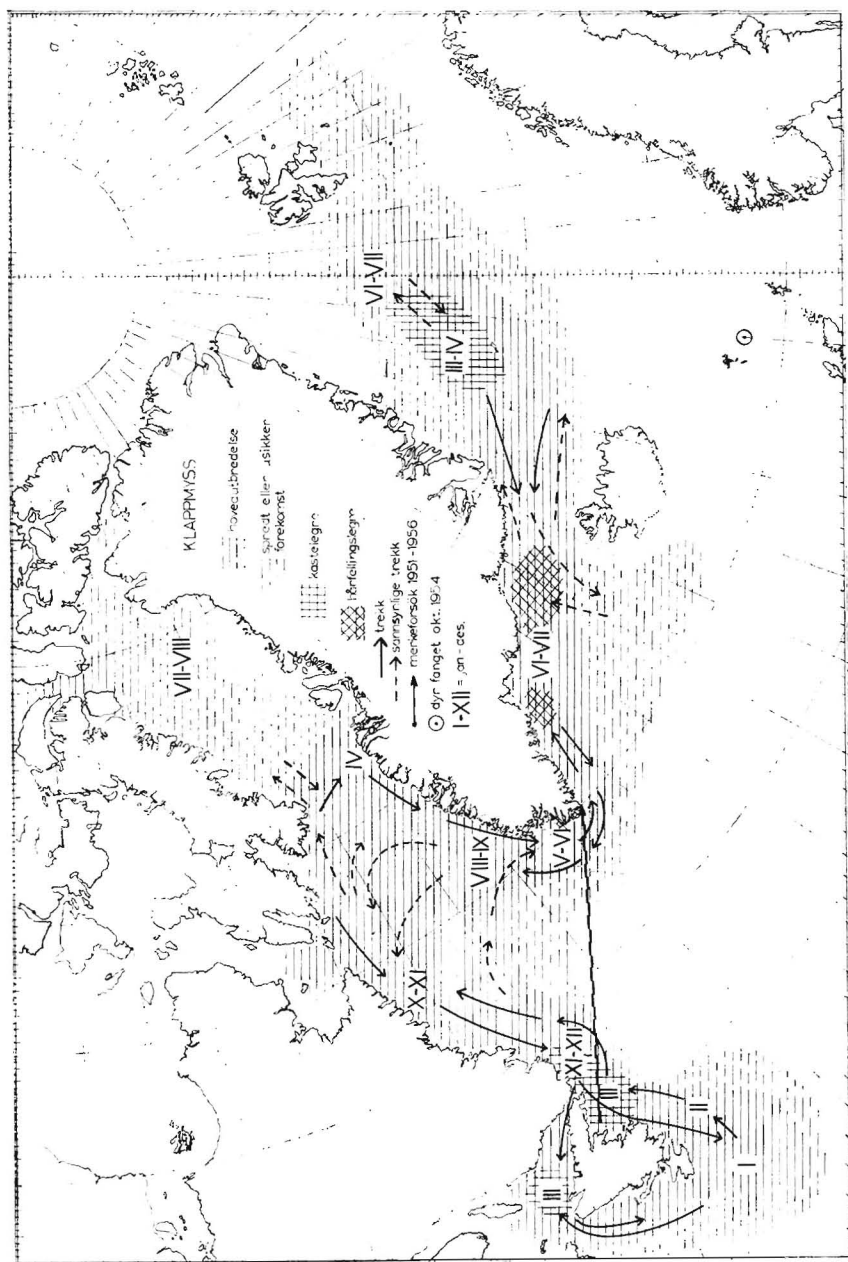 KLAPPMYSS
hovedutbredelse
spredt eller usikker
forekomst
kastelegre
hårfellingslegre
trekk
sannsynlige trekk
merkeforsök 1951-1956
dyr fanget okt. 1954
I-XII = jan-des.
VII-VIII
VI-VII
III-IV
VI-VII
IV
VIII-IX
V-VI
X-XI
XI-XII
III
II
I
III